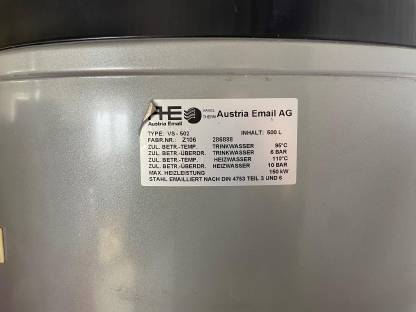 Austria Email
Austria Email AG
TYPE: VS-502 INHALT: 500 L
FABR.NR.: Z106 286888
ZUL. BETR.-TEMP TRINKWASSER 95°C
ZUL. BETR.-ÜBERDR. TRINKWASSER 6 BAR
ZUL. BETR.-TEMP. HEIZWASSER 110°C
ZUL. BETR.-ÜBERDR. HEIZWASSER 10 BAR
MAX. HEIZLEISTUNG 150 kW
STAHL EMAILLIERT NACH DIN 4753 TEIL 3 UND 6